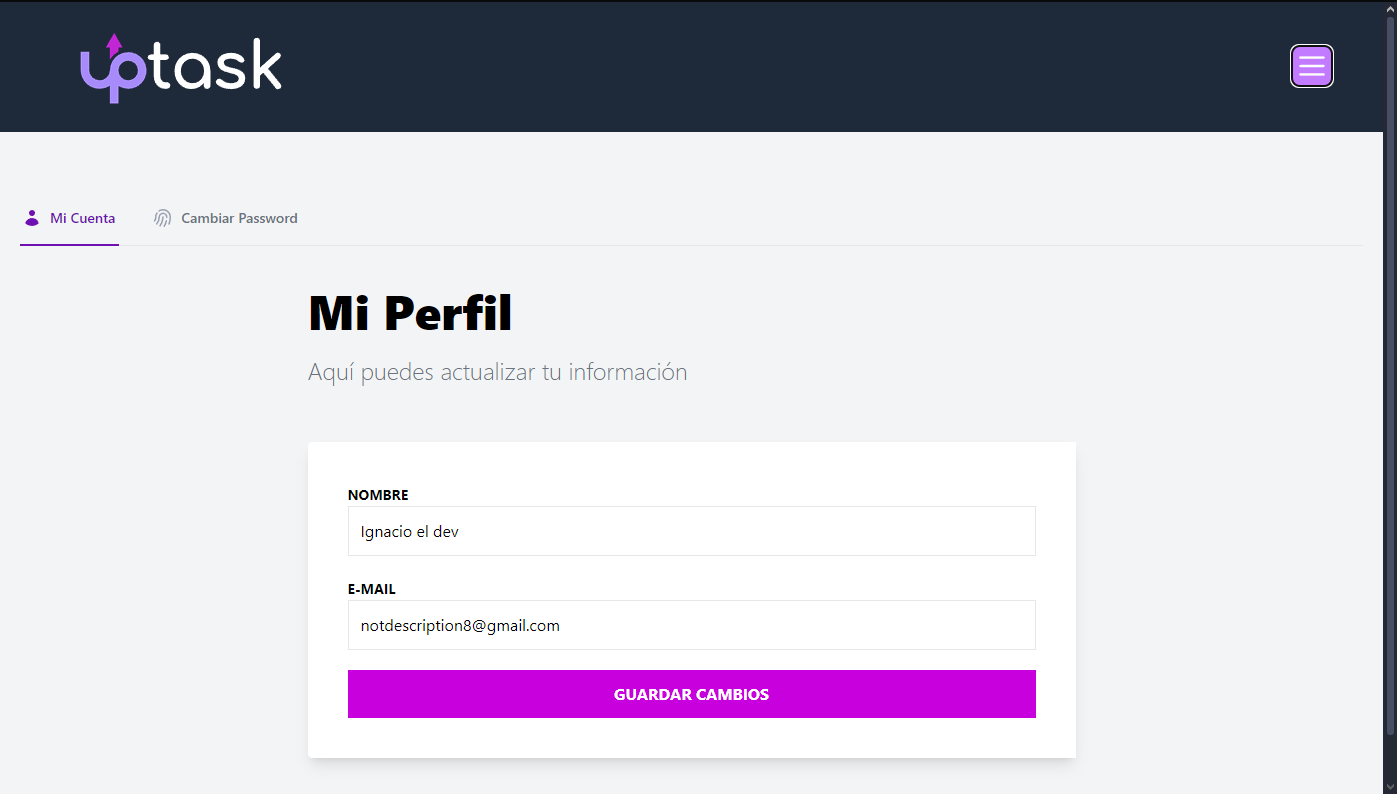 uptask
Mi Cuenta
Cambiar Password
Mi Perfil
Aquí puedes actualizar tu información
NOMBRE
Ignacio el dev
E-MAIL
notdescription8@gmail.com
GUARDAR CAMBIOS